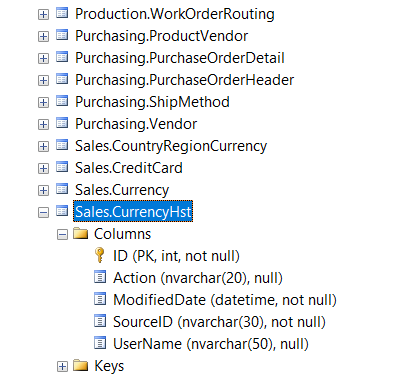 Production.WorkOrderRouting
Purchasing.ProductVendor
Purchasing.PurchaseOrderDetail
Purchasing.PurchaseOrderHeader
Purchasing.ShipMethod
Purchasing.Vendor
Sales.CountryRegionCurrency
Sales.CreditCard
Sales.Currency
Sales.CurrencyHst
Columns
ID (PK, int, not null)
Action (nvarchar(20), null)
ModifiedDate (datetime, not null)
SourceID (nvarchar(30), not null)
UserName (nvarchar(50), null)
Keys